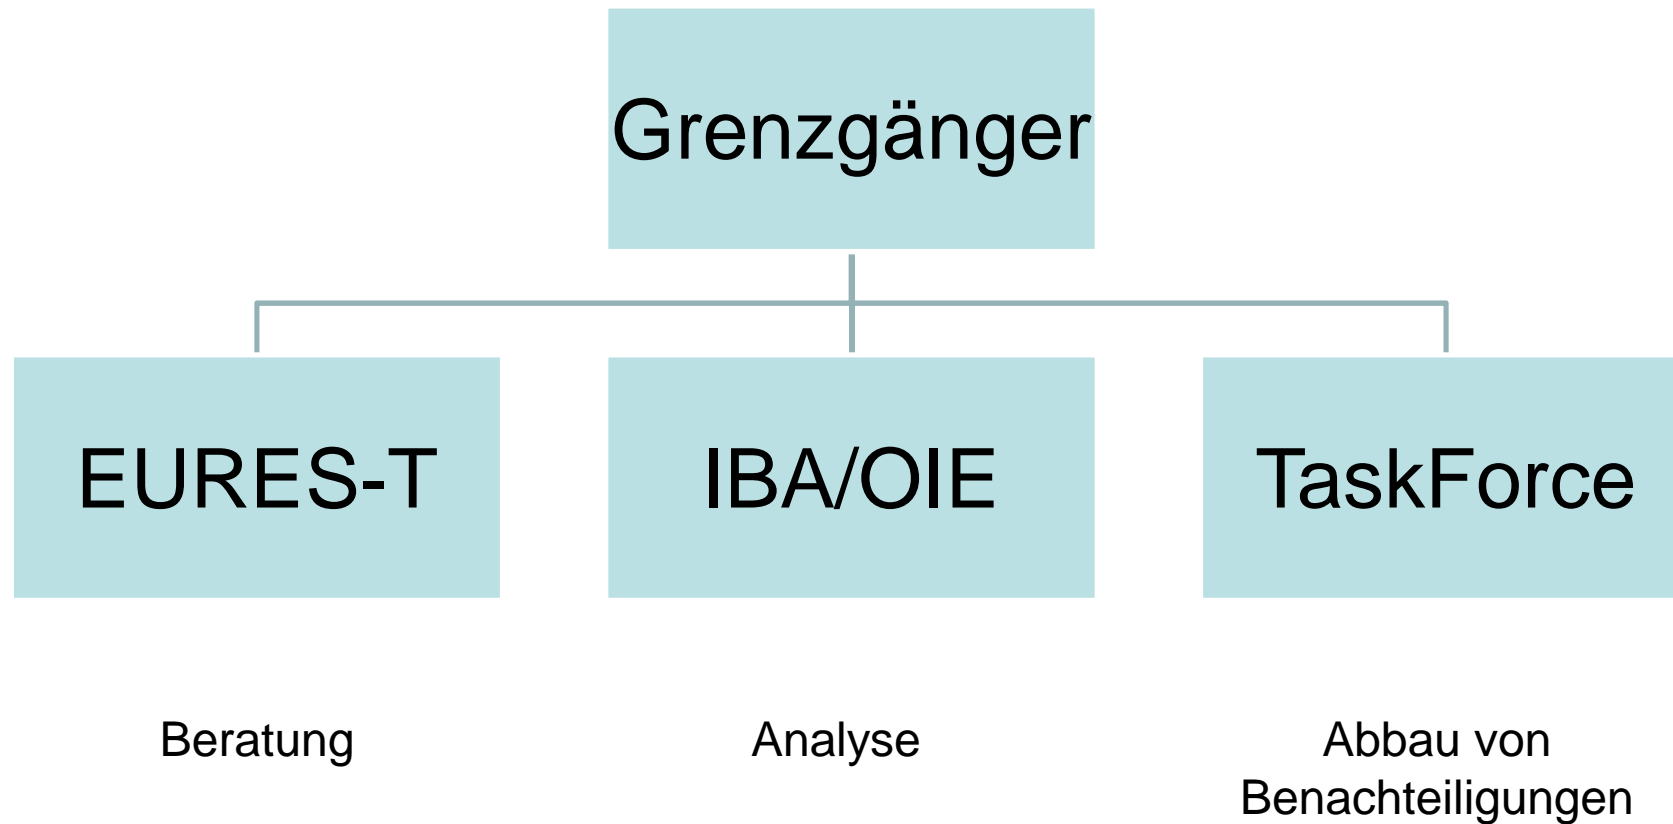 Grenzgänger
EURES-T
IBA/OIE
TaskForce
Beratung
Analyse
Abbau von
Benachteiligungen